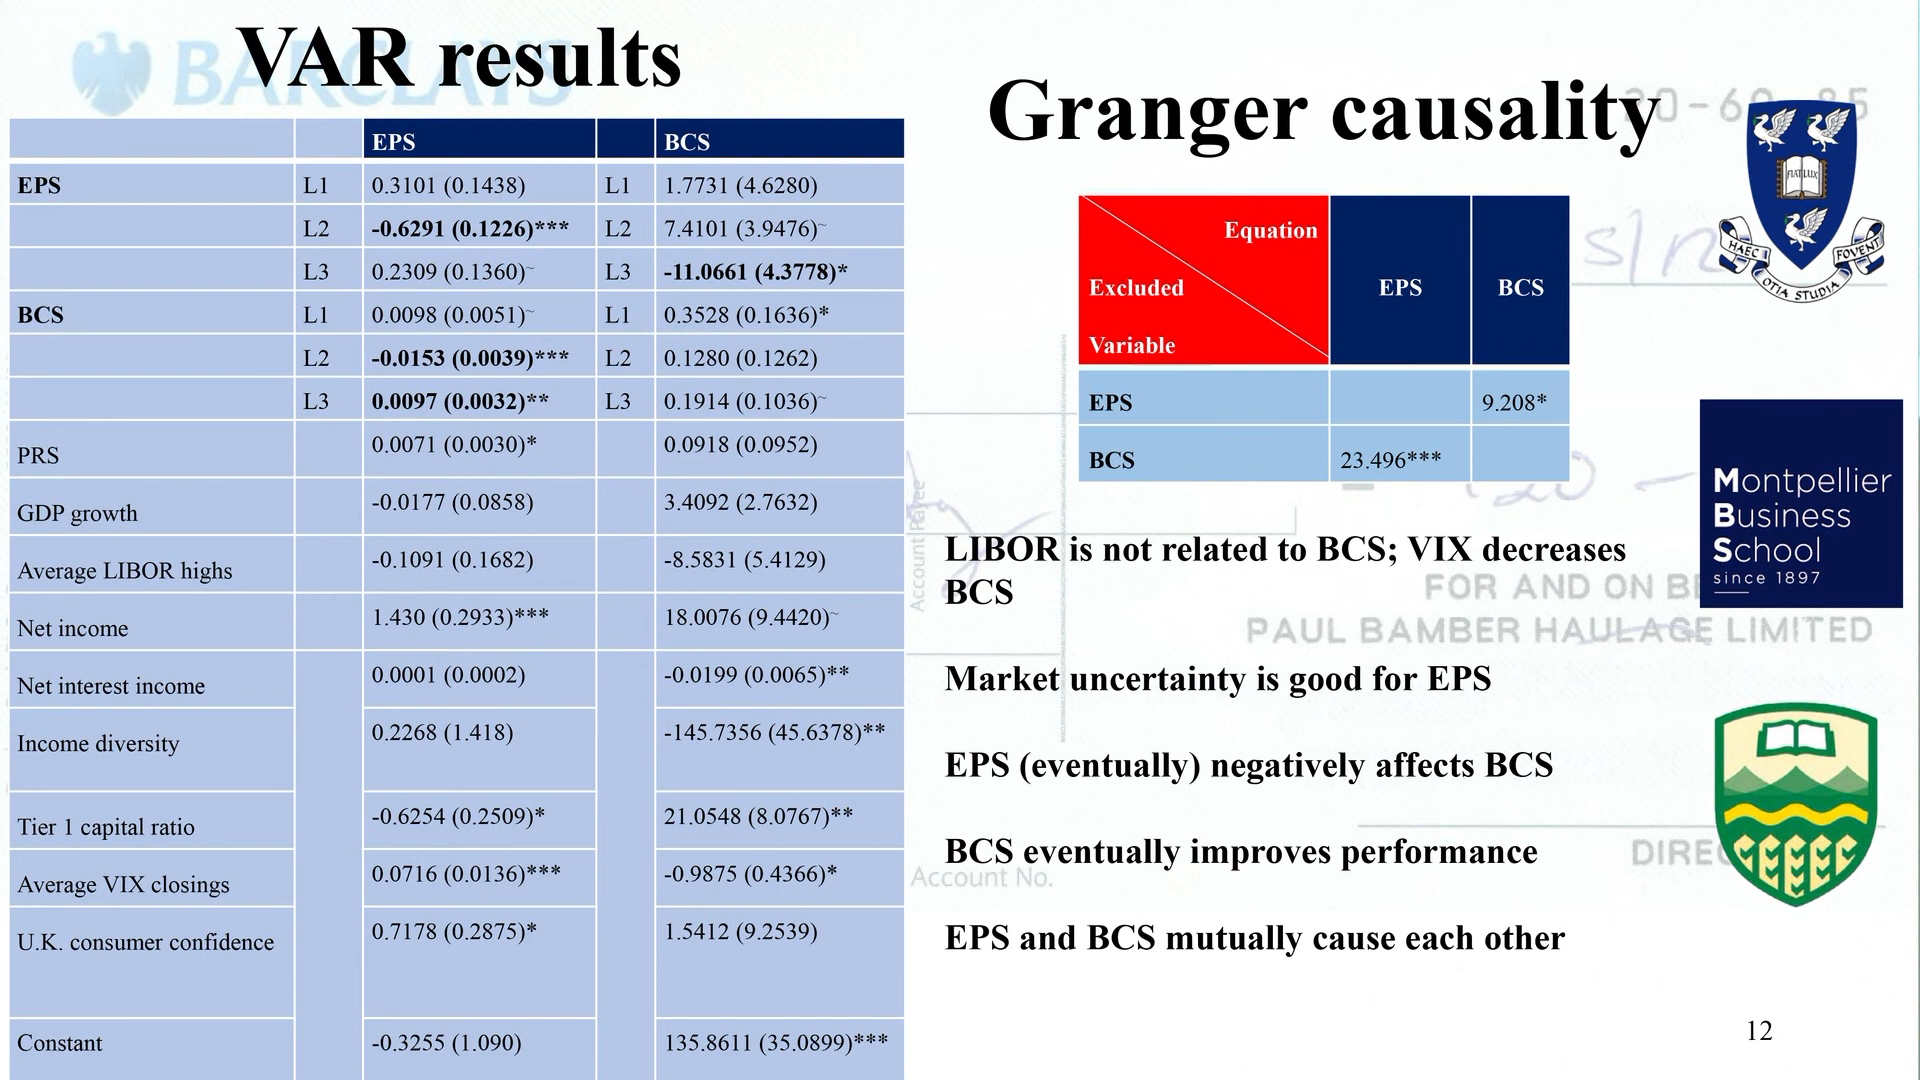 BARCLAYS
VAR results
EPS BCS
EPS L1 0.3101 (0.1438) L1 1.7731 (4.6280)
L2 -0.6291 (0.1226)*** L2 7.4101 (3.9476)~
L3 0.2309 (0.1360)~ L3 -11.0661 (4.3778)*
BCS L1 0.0098 (0.0051)~ L1 0.3528 (0.1636)*
L2 -0.0153 (0.0039)*** L2 0.1280 (0.1262)
L3 0.0097 (0.0032)** L3 0.1914 (0.1036)~
PRS 0.0071 (0.0030)* 0.0918 (0.0952)
GDP growth -0.0177 (0.0858) 3.4092 (2.7632)
Average LIBOR highs -0.1091 (0.1682) -8.5831 (5.4129)
Net income 1.430 (0.2933)*** 18.0076 (9.4420)~
Net interest income 0.0001 (0.0002) -0.0199 (0.0065)**
Income diversity 0.2268 (1.418) -145.7356 (45.6378)**
Tier 1 capital ratio -0.6254 (0.2509)* 21.0548 (8.0767)**
Average VIX closings 0.0716 (0.0136)*** -0.9875 (0.4366)*
U.K. consumer confidence 0.7178 (0.2875)* 1.5412 (9.2539)
Constant -0.3255 (1.090) 135.8611 (35.0899)***
Granger causality
Equation
Excluded
Variable
EPS BCS
EPS 9.208*
BCS 23.496***
LIBOR is not related to BCS; VIX decreases
BCS
Market uncertainty is good for EPS
EPS (eventually) negatively affects BCS
BCS eventually improves performance
EPS and BCS mutually cause each other
FIAT LUX
HAEC OTIA STUDIA FOVENT
Montpellier
Business
School
since 1897
Account Payee
FOR AND ON BE
PAUL BAMBER HAULAGE LIMITED
DIREC
Account No.
12